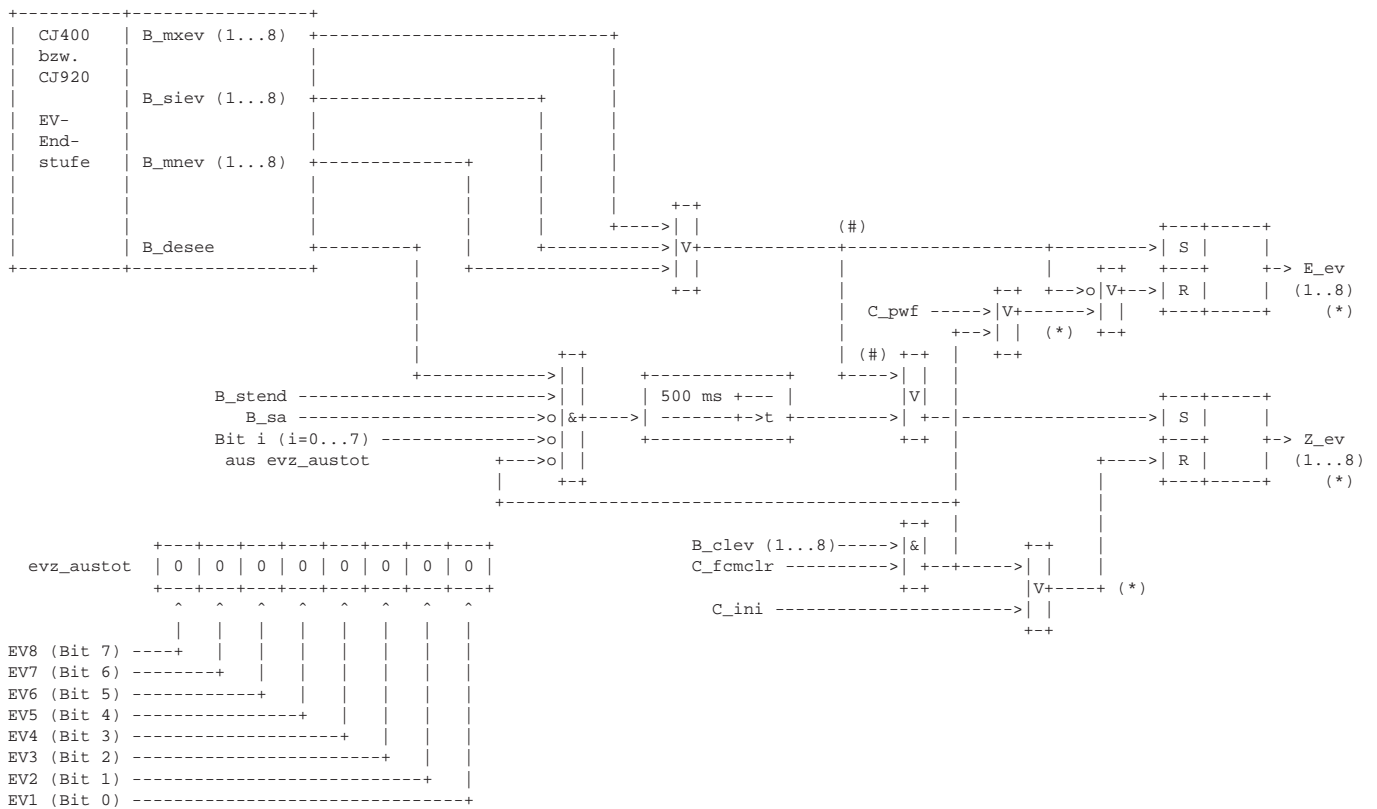 CJ400 B_mxev (1...8)
bzw.
CJ920
B_siev (1...8)
EV-
End-
stufe B_mnev (1...8)
(#)
B_desee V S
E_ev
V R (1..8)
C_pwf V (*) (*)
(#)
B_stend 500 ms V
B_sa & t S
Bit i (i=0...7) Z_ev
aus evz_austot R (1...8)
(*)
B_clev (1...8) &
evz_austot 0 0 0 0 0 0 0 0 C_fcmclr
V (*)
C_ini
EV8 (Bit 7)
EV7 (Bit 6)
EV6 (Bit 5)
EV5 (Bit 4)
EV4 (Bit 3)
EV3 (Bit 2)
EV2 (Bit 1)
EV1 (Bit 0)